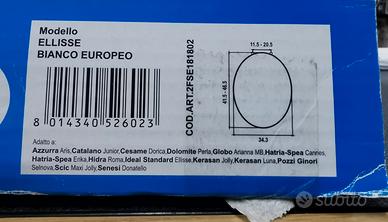 Modello
ELLISSE
BIANCO EUROPEO
8 014340 526023
COD.ART.2FSE181802
11.5 - 20.5
41.5 - 46.5
34.3
Adatto a:
Azzurra Aris,Catalano Junior,Cesame Dorica,Dolomite Perla,Globo Arianna MB,Hatria-Spea Cannes,
Hatria-Spea Erika,Hidra Roma,Ideal Standard Ellisse,Kerasan Jolly,Kerasan Luna,Pozzi Ginori
Selnova,Scic Maxi Jolly,Senesi Donatello
subito